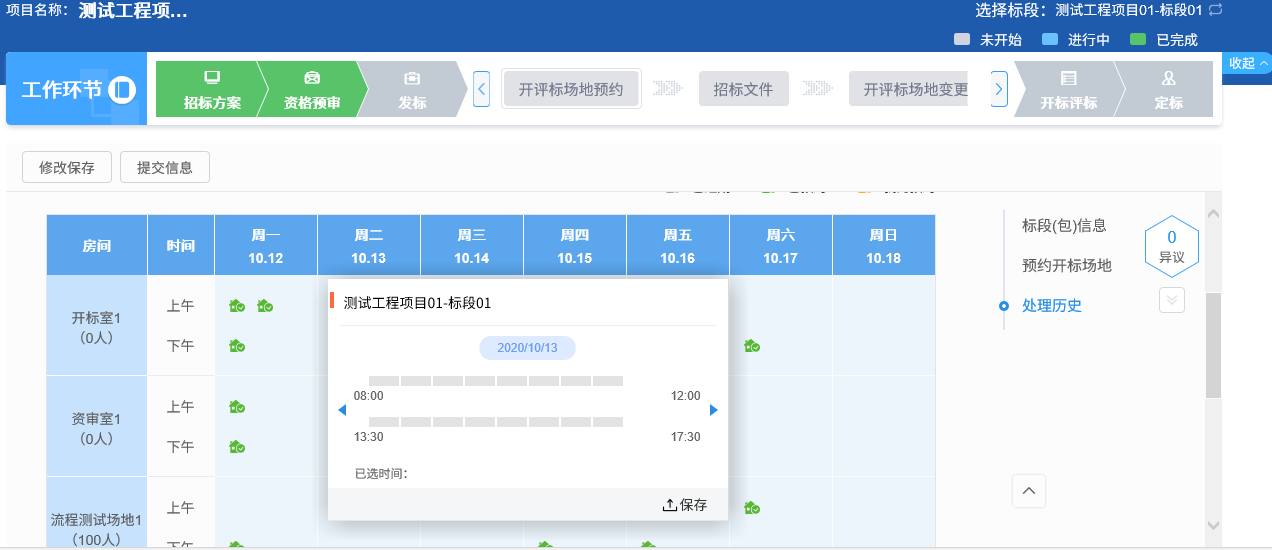 项目名称： 测试工程项...
选择标段： 测试工程项目01-标段01
未开始 进行中 已完成
收起
工作环节
招标方案 资格预审 发标 开评标场地预约 招标文件 开评标场地变更 开标评标 定标
修改保存 提交信息
房间 时间 周一 10.12 周二 10.13 周三 10.14 周四 10.15 周五 10.16 周六 10.17 周日 10.18
开标室1
（0人）
上午
下午
资审室1
（0人）
上午
下午
流程测试场地1
（100人）
上午
下午
测试工程项目01-标段01
2020/10/13
08:00 12:00
13:30 17:30
已选时间：
保存
标段(包)信息
预约开标场地
处理历史
0
异议